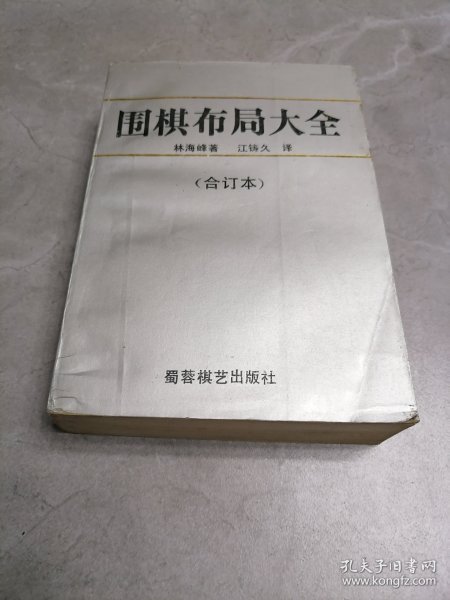 围棋布局大全
林海峰著 江铸久 译
(合订本)
蜀蓉棋艺出版社
孔夫子旧书网
www.kongfz.com